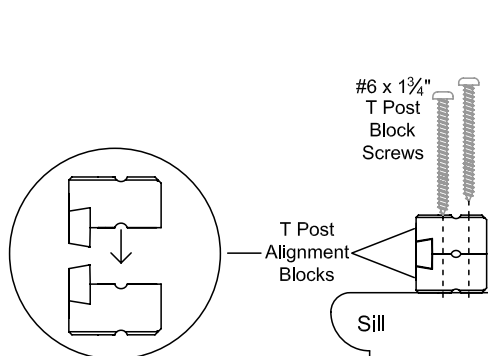 #6 x 1¾"
T Post
Block
Screws
T Post
Alignment
Blocks
Sill